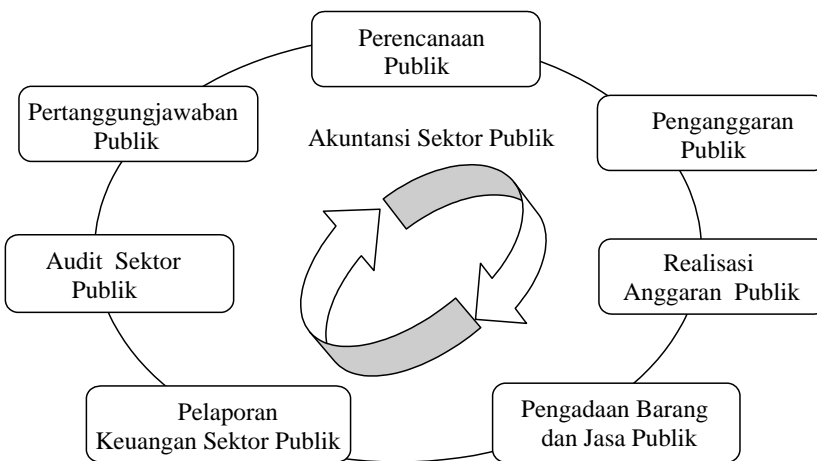 Perencanaan
Publik
Pertanggungjawaban
Publik
Akuntansi Sektor Publik
Penganggaran
Publik
Audit Sektor
Publik
Realisasi
Anggaran Publik
Pelaporan
Keuangan Sektor Publik
Pengadaan Barang
dan Jasa Publik